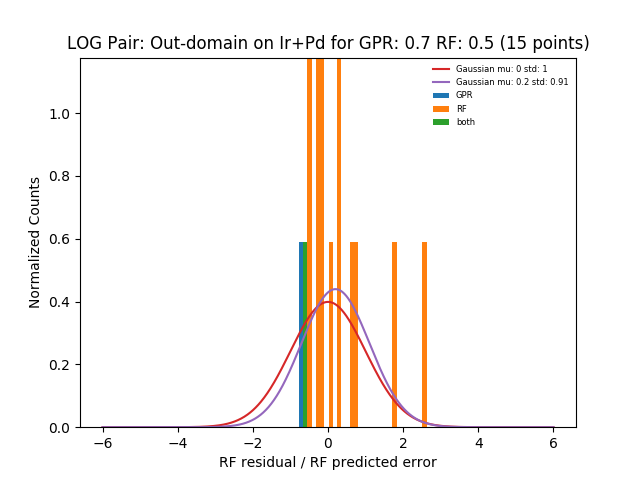 LOG Pair: Out-domain on Ir+Pd for GPR: 0.7 RF: 0.5 (15 points)
Gaussian mu: 0 std: 1
Gaussian mu: 0.2 std: 0.91
GPR
RF
both
Normalized Counts
1.0
0.8
0.6
0.4
0.2
0.0
−6 −4 −2 0 2 4 6
RF residual / RF predicted error